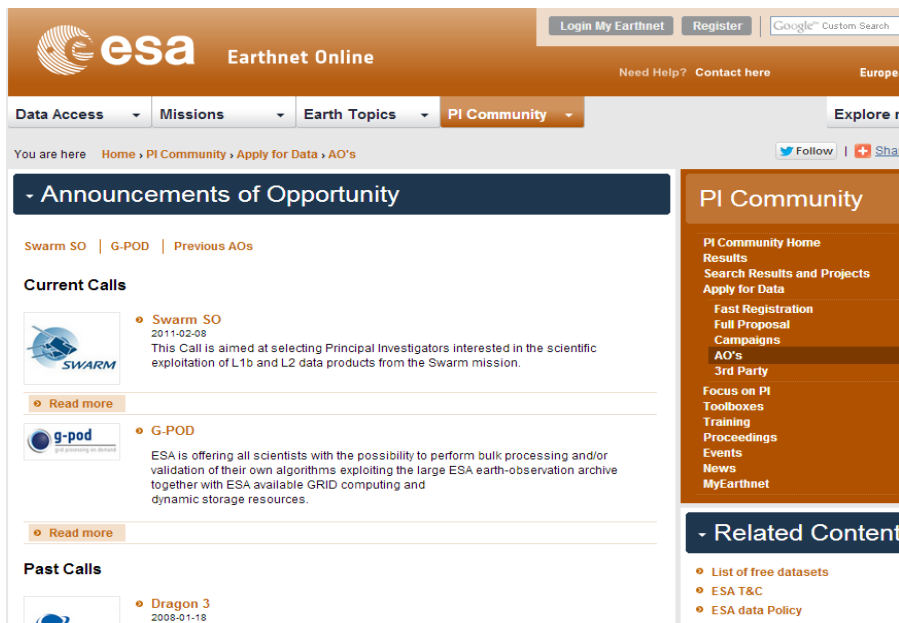 Login My Earthnet Register Google™ Custom Search
esa Earthnet Online
Need Help? Contact here Europe
Data Access Missions Earth Topics PI Community Explore
You are here Home › PI Community › Apply for Data › AO's
Follow | Sha
Announcements of Opportunity
Swarm SO | G-POD | Previous AOs
Current Calls
SWARM
Swarm SO
2011-02-08
This Call is aimed at selecting Principal Investigators interested in the scientific
exploitation of L1b and L2 data products from the Swarm mission.
Read more
g-pod
grid processing on demand
G-POD
ESA is offering all scientists with the possibility to perform bulk processing and/or
validation of their own algorithms exploiting the large ESA earth-observation archive
together with ESA available GRID computing and
dynamic storage resources.
Read more
Past Calls
Dragon 3
2008-01-18
PI Community
PI Community Home
Results
Search Results and Projects
Apply for Data
Fast Registration
Full Proposal
Campaigns
AO's
3rd Party
Focus on PI
Toolboxes
Training
Proceedings
Events
News
MyEarthnet
Related Content
List of free datasets
ESA T&C
ESA data Policy